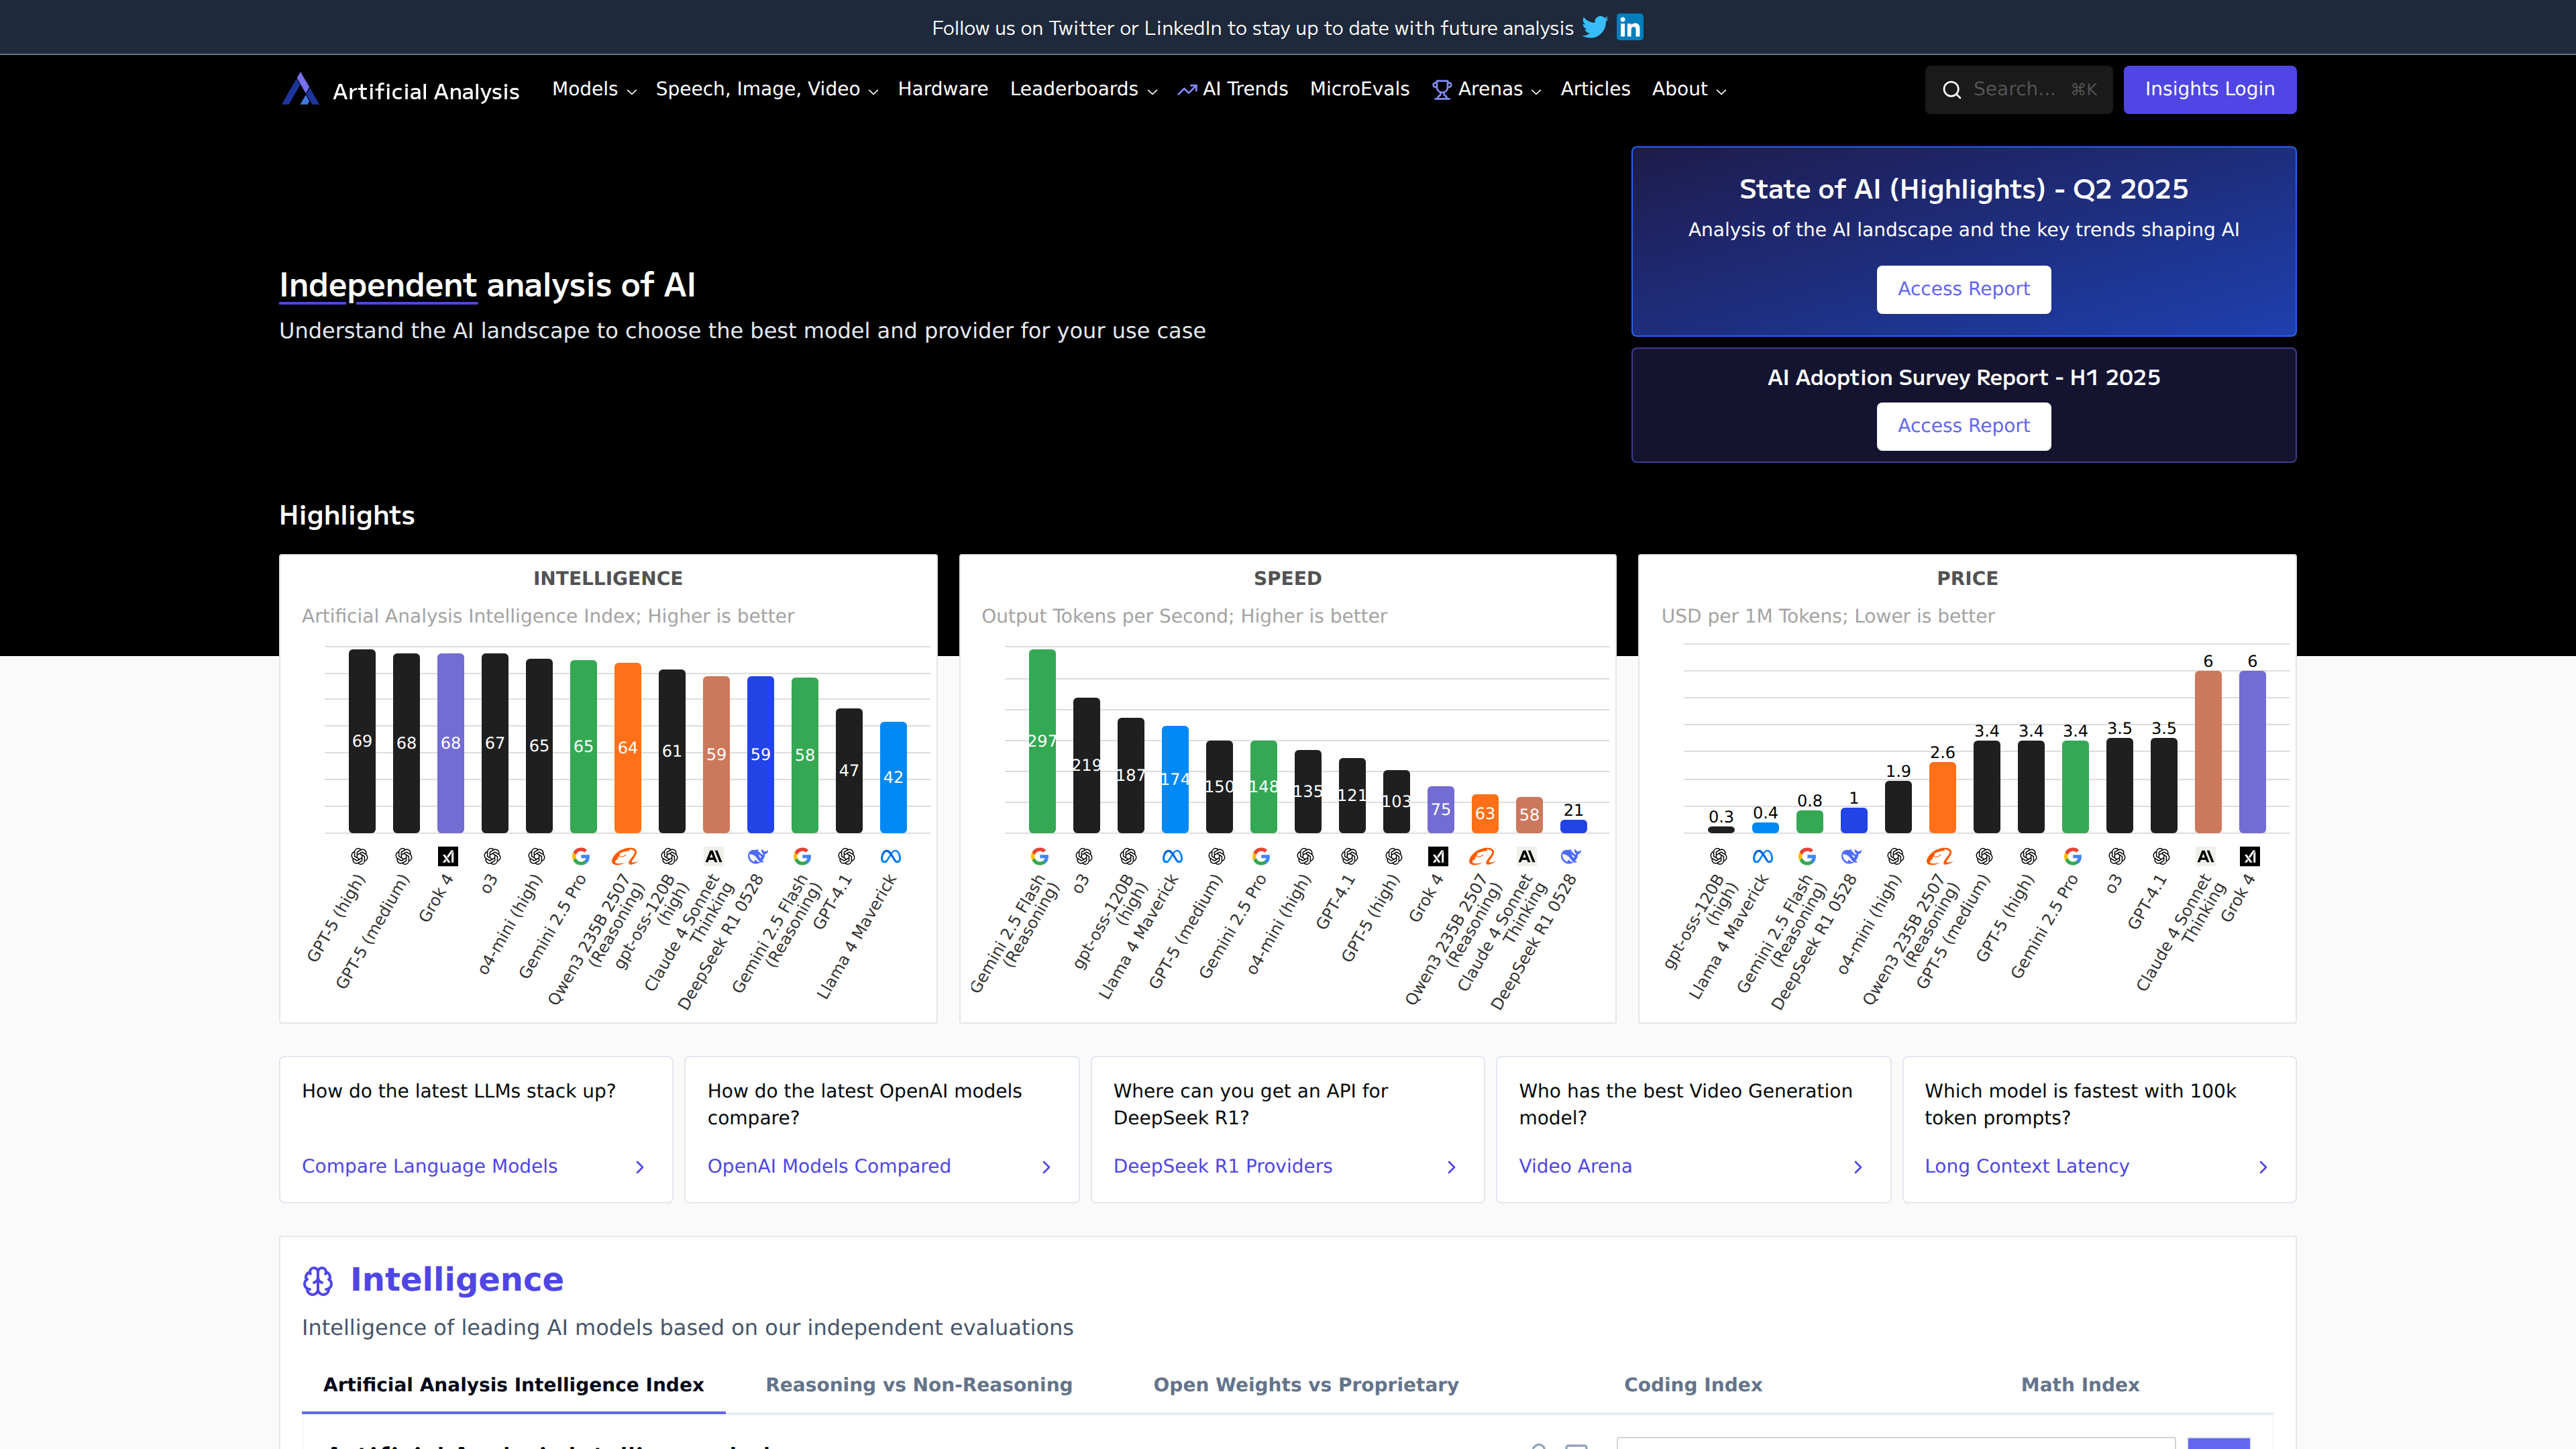 Follow us on Twitter or LinkedIn to stay up to date with future analysis
Artificial Analysis
Models
Speech, Image, Video
Hardware
Leaderboards
AI Trends
MicroEvals
Arenas
Articles
About
Search... ⌘K
Insights Login
State of AI (Highlights) - Q2 2025
Analysis of the AI landscape and the key trends shaping AI
Access Report
Independent analysis of AI
Understand the AI landscape to choose the best model and provider for your use case
AI Adoption Survey Report - H1 2025
Access Report
Highlights
INTELLIGENCE
Artificial Analysis Intelligence Index; Higher is better
69 68 68 67 65 65 64 61 59 59 58 47 42
GPT-5 (high)
GPT-5 (medium)
Grok 4
o3
o4-mini (high)
Gemini 2.5 Pro
Qwen3 235B 2507
(Reasoning)
gpt-oss-120B
(high)
Claude 4 Sonnet
Thinking
DeepSeek R1 0528
Gemini 2.5 Flash
(Reasoning)
GPT-4.1
Llama 4 Maverick
SPEED
Output Tokens per Second; Higher is better
297 219 187 174 150 148 135 121 103 75 63 58 21
Gemini 2.5 Flash
(Reasoning)
o3
gpt-oss-120B
(high)
Llama 4 Maverick
GPT-5 (medium)
Gemini 2.5 Pro
o4-mini (high)
GPT-4.1
GPT-5 (high)
Grok 4
Qwen3 235B 2507
(Reasoning)
Claude 4 Sonnet
Thinking
DeepSeek R1 0528
PRICE
USD per 1M Tokens; Lower is better
0.3 0.4 0.8 1 1.9 2.6 3.4 3.4 3.4 3.5 3.5 6 6
gpt-oss-120B
(high)
Llama 4 Maverick
Gemini 2.5 Flash
(Reasoning)
DeepSeek R1 0528
o4-mini (high)
Qwen3 235B 2507
(Reasoning)
GPT-5 (medium)
GPT-5 (high)
Gemini 2.5 Pro
o3
GPT-4.1
Claude 4 Sonnet
Thinking
Grok 4
How do the latest LLMs stack up?
Compare Language Models
How do the latest OpenAI models
compare?
OpenAI Models Compared
Where can you get an API for
DeepSeek R1?
DeepSeek R1 Providers
Who has the best Video Generation
model?
Video Arena
Which model is fastest with 100k
token prompts?
Long Context Latency
Intelligence
Intelligence of leading AI models based on our independent evaluations
Artificial Analysis Intelligence Index
Reasoning vs Non-Reasoning
Open Weights vs Proprietary
Coding Index
Math Index